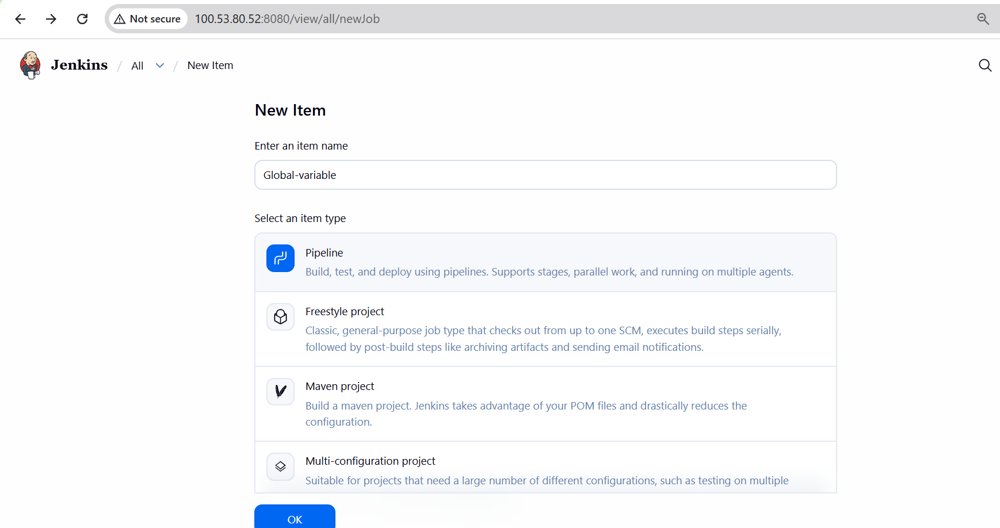 Not secure 100.53.80.52:8080/view/all/newJob
Jenkins / All / New Item
New Item
Enter an item name
Global-variable
Select an item type
Pipeline
Build, test, and deploy using pipelines. Supports stages, parallel work, and running on multiple agents.
Freestyle project
Classic, general-purpose job type that checks out from up to one SCM, executes build steps serially,
followed by post-build steps like archiving artifacts and sending email notifications.
Maven project
Build a maven project. Jenkins takes advantage of your POM files and drastically reduces the
configuration.
Multi-configuration project
Suitable for projects that need a large number of different configurations, such as testing on multiple
OK